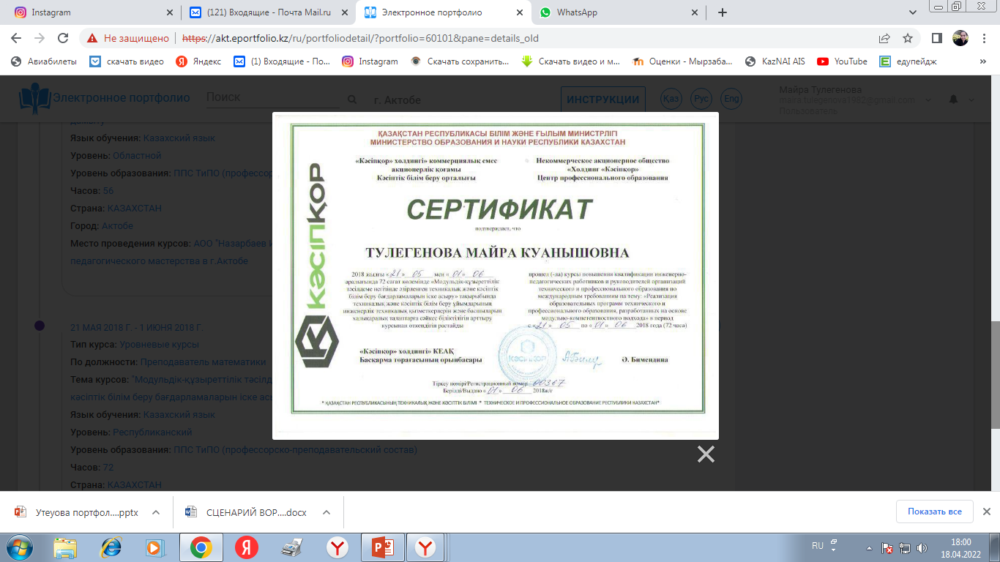 Instagram
(121) Входящие - Почта Mail.ru
Электронное портфолио
WhatsApp
Не защищено
https://akt.eportfolio.kz/ru/portfoliodetail/?portfolio=60101&pane=details_old
Авиабилеты
скачать видео
Яндекс
(1) Входящие - По...
Instagram
Скачать сохранить...
Скачать видео и м...
Оценки - Мырзаба...
KazNAI AIS
YouTube
едупейдж
Электронное портфолио
Поиск
г. Актобе
ИНСТРУКЦИИ
Қаз
Рус
Eng
Майра Тулегенова
maira.tulegenova1982@gmail.com
Пользователь
Язык обучения: Казахский язык
Уровень: Областной
Уровень образования: ППС ТиПО (профессор
Часов: 56
Страна: КАЗАХСТАН
Город: Актобе
Место проведения курсов: АОО "Назарбаев И
педагогического мастерства в г.Актобе
21 МАЯ 2018 Г. - 1 ИЮНЯ 2018 Г.
Тип курса: Уровневые курсы
По должности: Преподаватель математики
Тема курсов: "Модульдік-құзыреттілік тәсілд
кәсіптік білім беру бағдарламаларын іске ас
Язык обучения: Казахский язык
Уровень: Республиканский
Уровень образования: ППС ТиПО (профессорско-преподавательский состав)
Часов: 72
Страна: КАЗАХСТАН
ҚАЗАҚСТАН РЕСПУБЛИКАСЫ БІЛІМ ЖӘНЕ ҒЫЛЫМ МИНИСТРЛІГІ
МИНИСТЕРСТВО ОБРАЗОВАНИЯ И НАУКИ РЕСПУБЛИКИ КАЗАХСТАН
«Кәсіпқор» холдингі» коммерциялық емес
акционерлік қоғамы
Кәсіптік білім беру орталығы
Некоммерческое акционерное общество
«Холдинг «Кәсіпқор»
Центр профессионального образования
КӘСІПҚОР
СЕРТИФИКАТ
подтверждает, что
ТУЛЕГЕНОВА МАЙРА КУАНЫШОВНА
2018 жылғы «21» 05 мен «01» 06
аралығында 72 сағат көлемінде «Модульдік-құзыреттілік
тәсілдеме негізінде әзірленген техникалық және кәсіптік
білім беру бағдарламаларын іске асыру» тақырыбында
техникалық және кәсіптік білім беру ұйымдарының
инженерлік техникалық қызметкерлерін және басшыларын
халықаралық талаптарға сәйкес біліктілігін арттыру
курсынан өткендігін растайды
прошел (-ла) курсы повышения квалификации инженерно-
педагогических работников и руководителей организаций
технического и профессионального образования по
международным требованиям на тему: «Реализация
образовательных программ технического и
профессионального образования, разработанных на основе
модульно-компетентностного подхода» в период
с «21» 05 по «01» 06 2018 года (72 часа)
«Кәсіпқор» холдингі» КЕАҚ
Басқарма төрағасының орынбасары
КӘСІПҚОР
Ә. Бимендина
Тіркеу нөмірі/Регистрационный номер 00307
Берілді/Выдано «01» 06 2018ж/г
* ҚАЗАҚСТАН РЕСПУБЛИКАСЫНЫҢ ТЕХНИКАЛЫҚ ЖӘНЕ КӘСІПТІК БІЛІМІ * ТЕХНИЧЕСКОЕ И ПРОФЕССИОНАЛЬНОЕ ОБРАЗОВАНИЕ РЕСПУБЛИКИ КАЗАХСТАН*
Утеуова портфол....pptx
СЦЕНАРИЙ ВОР....docx
Показать все
RU
18:00
18.04.2022